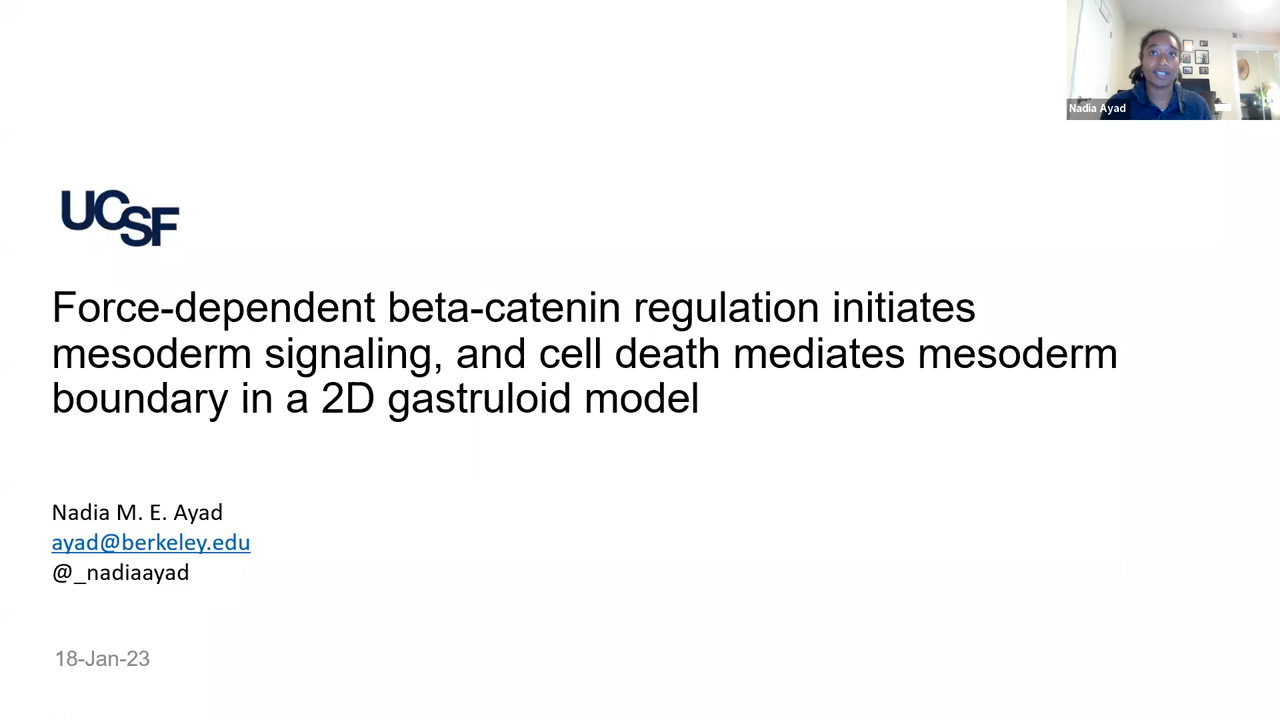 Nadia Ayad
UCSF
Force-dependent beta-catenin regulation initiates
mesoderm signaling, and cell death mediates mesoderm
boundary in a 2D gastruloid model
Nadia M. E. Ayad
ayad@berkeley.edu
@_nadiaayad
18-Jan-23